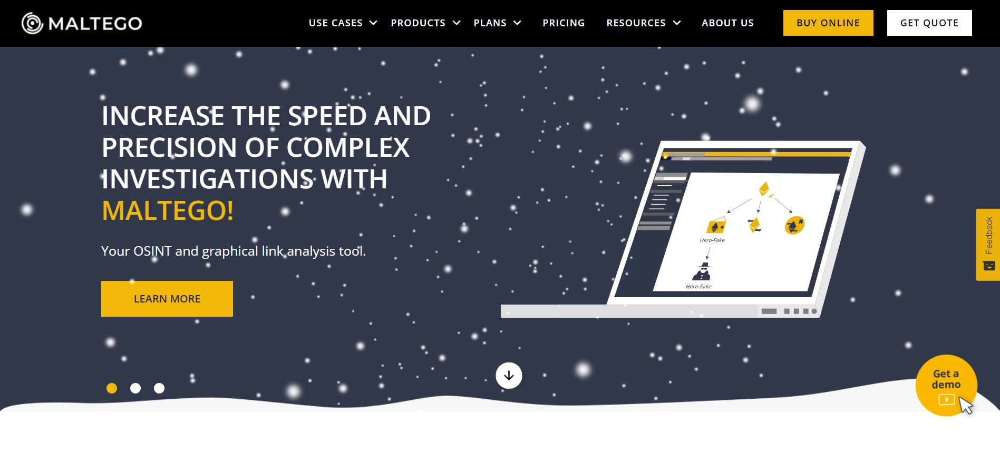 MALTEGO
USE CASES PRODUCTS PLANS PRICING RESOURCES ABOUT US BUY ONLINE GET QUOTE
INCREASE THE SPEED AND
PRECISION OF COMPLEX
INVESTIGATIONS WITH
MALTEGO!
Your OSINT and graphical link analysis tool.
LEARN MORE
Hero-Fake
Hero-Fake
Feedback
Get a
demo